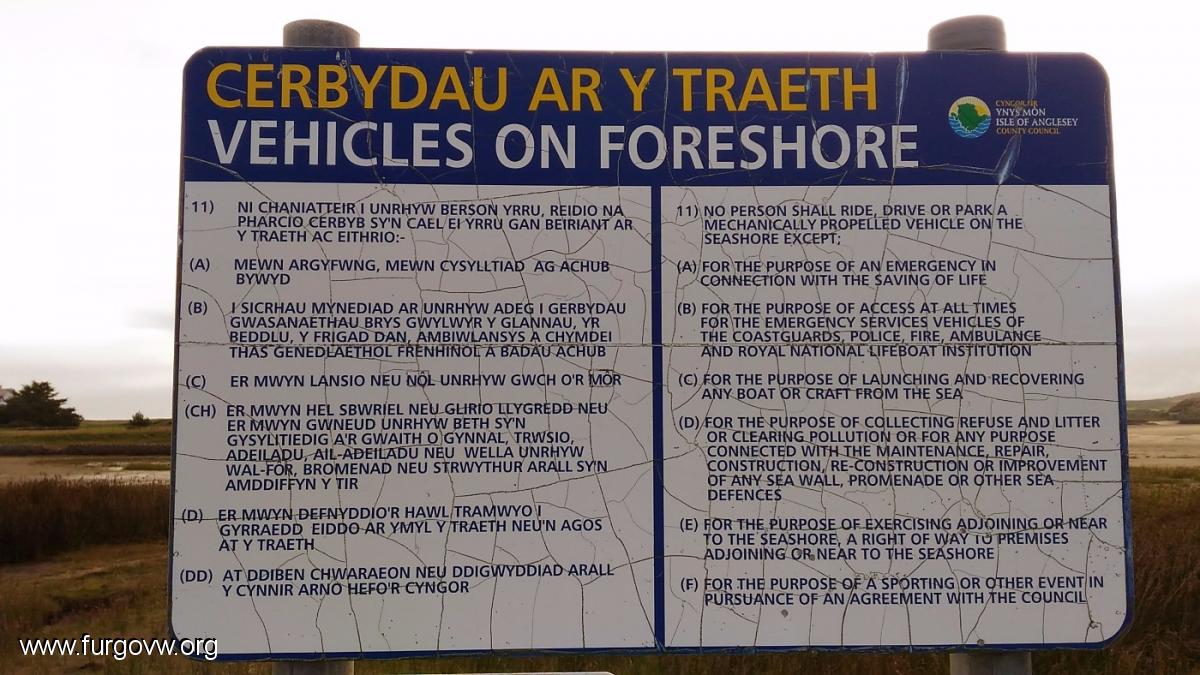 CERBYDAU AR Y TRAETH
VEHICLES ON FORESHORE
CYNGOR SIR
YNYS MÔN
ISLE OF ANGLESEY
COUNTY COUNCIL
11) NI CHANIATTEIR I UNRHYW BERSON YRRU, REIDIO NA
PHARCIO CERBYB SY'N CAEL EI YRRU GAN BEIRIANT AR
Y TRAETH AC EITHRIO:-
(A) MEWN ARGYFWNG, MEWN CYSYLLTIAD AG ACHUB
BYWYD
(B) I SICRHAU MYNEDIAD AR UNRHYW ADEG I GERBYDAU
GWASANAETHAU BRYS GWYLWYR Y GLANNAU, YR
BEDDLU, Y FRIGAD DAN, AMBIWLANSYS A CHYMDEI
THAS GENEDLAETHOL FRENHINOL A BADAU ACHUB
(C) ER MWYN LANSIO NEU NÔL UNRHYW GWCH O'R MÔR
(CH) ER MWYN HEL SBWRIEL NEU GLIRIO LLYGREDD NEU
ER MWYN GWNEUD UNRHYW BETH SY'N
GYSYLITIEDIG A'R GWAITH O GYNNAL, TRWSIO,
ADEILADU, AIL-ADEILADU NEU WELLA UNRHYW
WAL-FÔR, BROMENAD NEU STRWYTHUR ARALL SY'N
AMDDIFFYN Y TIR
(D) ER MWYN DEFNYDDIO'R HAWL TRAMWYO I
GYRRAEDD EIDDO AR YMYL Y TRAETH NEU'N AGOS
AT Y TRAETH
(DD) AT DDIBEN CHWARAEON NEU DDIGWYDDIAD ARALL
Y CYNNIR ARNO HEFO'R CYNGOR
11) NO PERSON SHALL RIDE, DRIVE OR PARK A
MECHANICALLY PROPELLED VEHICLE ON THE
SEASHORE EXCEPT;
(A) FOR THE PURPOSE OF AN EMERGENCY IN
CONNECTION WITH THE SAVING OF LIFE
(B) FOR THE PURPOSE OF ACCESS AT ALL TIMES
FOR THE EMERGENCY SERVICES VEHICLES OF
THE COASTGUARDS, POLICE, FIRE, AMBULANCE
AND ROYAL NATIONAL LIFEBOAT INSTITUTION
(C) FOR THE PURPOSE OF LAUNCHING AND RECOVERING
ANY BOAT OR CRAFT FROM THE SEA
(D) FOR THE PURPOSE OF COLLECTING REFUSE AND LITTER
OR CLEARING POLLUTION OR FOR ANY PURPOSE
CONNECTED WITH THE MAINTENANCE, REPAIR,
CONSTRUCTION, RE-CONSTRUCTION OR IMPROVEMENT
OF ANY SEA WALL, PROMENADE OR OTHER SEA
DEFENCES
(E) FOR THE PURPOSE OF EXERCISING ADJOINING OR NEAR
TO THE SEASHORE, A RIGHT OF WAY TO PREMISES
ADJOINING OR NEAR TO THE SEASHORE
(F) FOR THE PURPOSE OF A SPORTING OR OTHER EVENT IN
PURSUANCE OF AN AGREEMENT WITH THE COUNCIL
www.furgovw.org